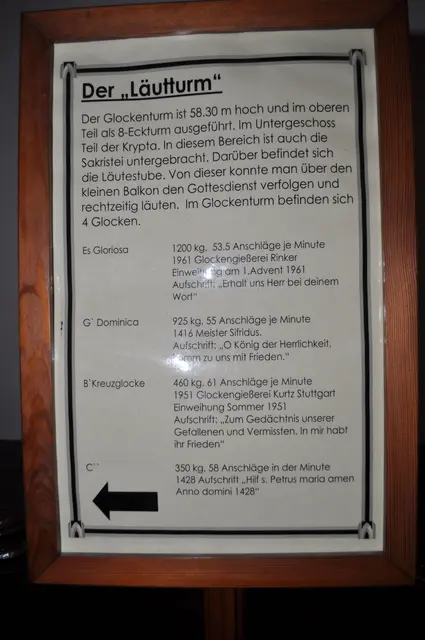 Der „Läutturm“
Der Glockenturm ist 58.30 m hoch und im oberen
Teil als 8-Eckturm ausgeführt. Im Untergeschoss
Teil der Krypta. In diesem Bereich ist auch die
Sakristei untergebracht. Darüber befindet sich
die Läutestube. Von dieser konnte man über den
kleinen Balkon den Gottesdienst verfolgen und
rechtzeitig läuten. Im Glockenturm befinden sich
4 Glocken.
Es Gloriosa 1200 kg. 53.5 Anschläge je Minute
1961 Glockengießerei Rinker
Einweihung am 1.Advent 1961
Aufschrift: „Erhalt uns Herr bei deinem
Wort“
G` Dominica 925 kg. 55 Anschläge je Minute
1416 Meister Sifridus.
Aufschrift: „O König der Herrlichkeit,
Komm zu uns mit Frieden.“
B`Kreuzglocke 460 kg. 61 Anschläge je Minute
1951 Glockengießerei Kurtz Stuttgart
Einweihung Sommer 1951
Aufschrift: „Zum Gedächtnis unserer
Gefallenen und Vermissten. In mir habt
ihr Frieden“
C`` 350 kg. 58 Anschläge in der Minute
1428 Aufschrift „Hilf s. Petrus maria amen
Anno domini 1428“